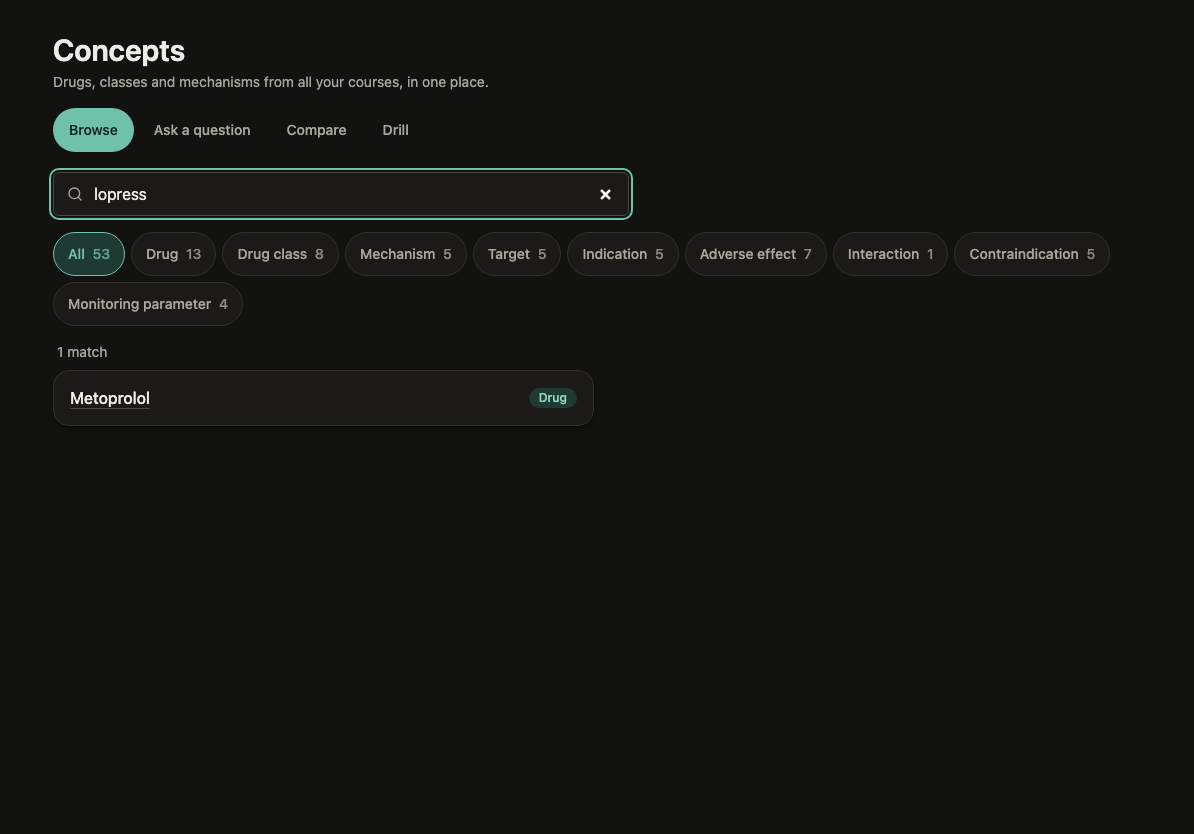 Concepts
Drugs, classes and mechanisms from all your courses, in one place.
Browse Ask a question Compare Drill
lopress
All 53 Drug 13 Drug class 8 Mechanism 5 Target 5 Indication 5 Adverse effect 7 Interaction 1 Contraindication 5
Monitoring parameter 4
1 match
Metoprolol Drug